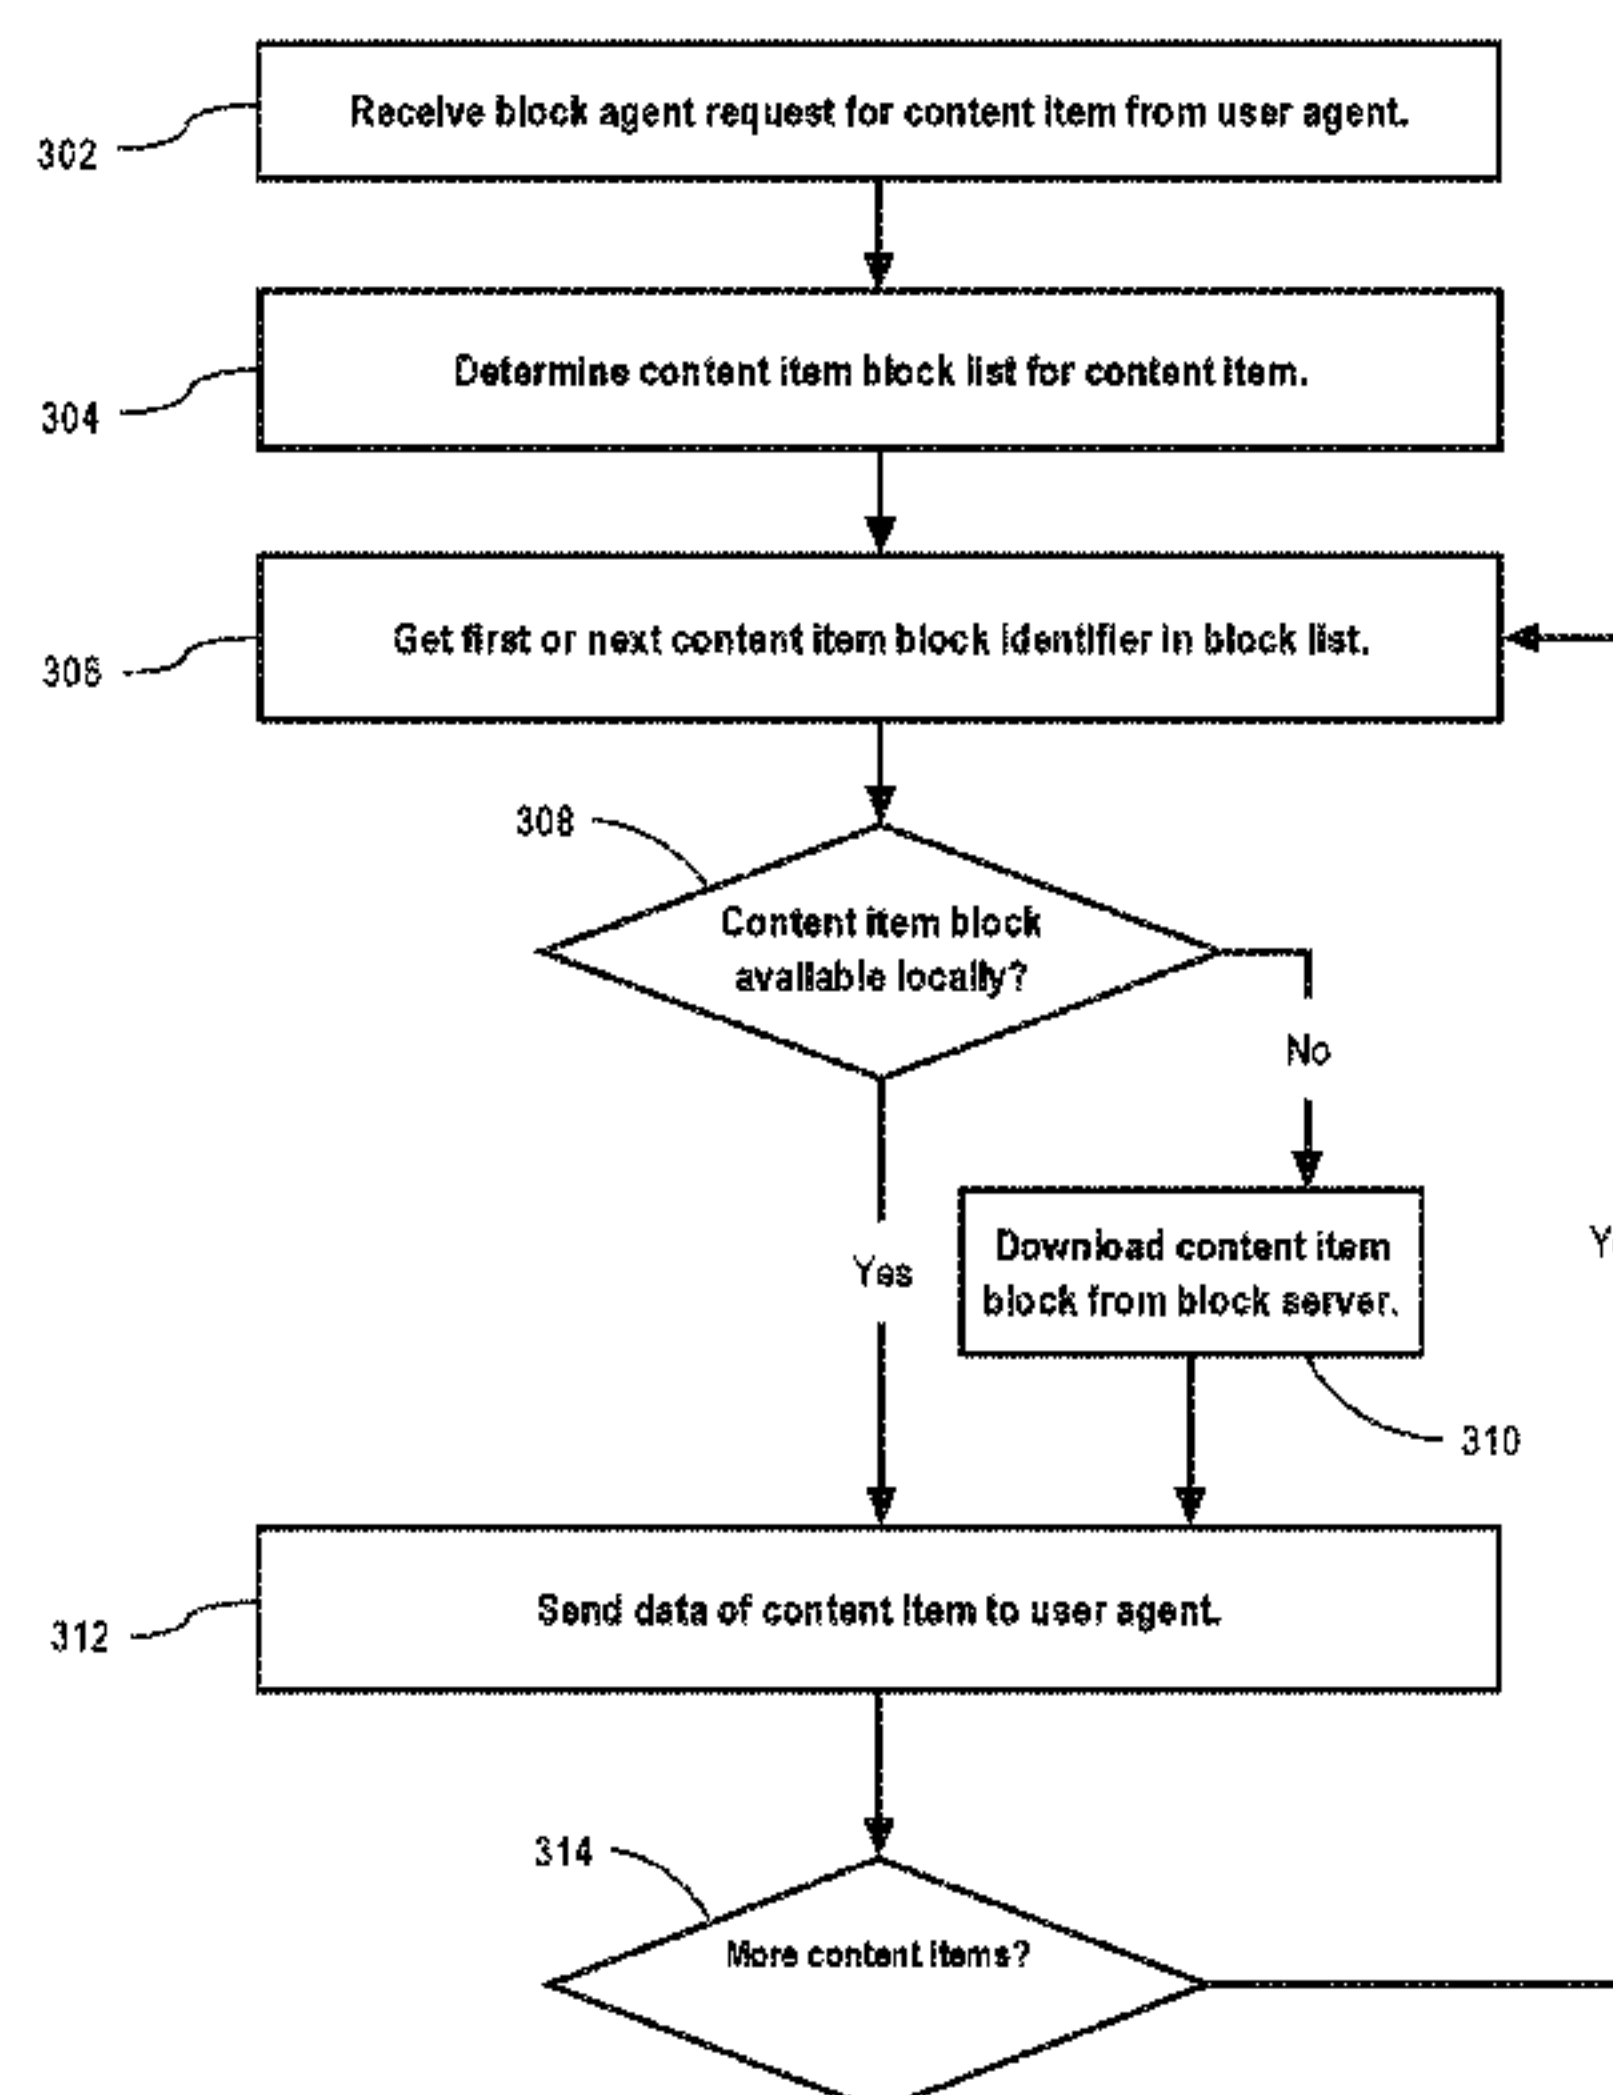 Receive block agent request for content item from user agent.
302
Determine content item block list for content item.
304
Get first or next content item block identifier in block list.
306
308
Content item block
available locally?
No
Download content item
block from block server.
Yes
310
Send data of content item to user agent.
312
314
More content items?